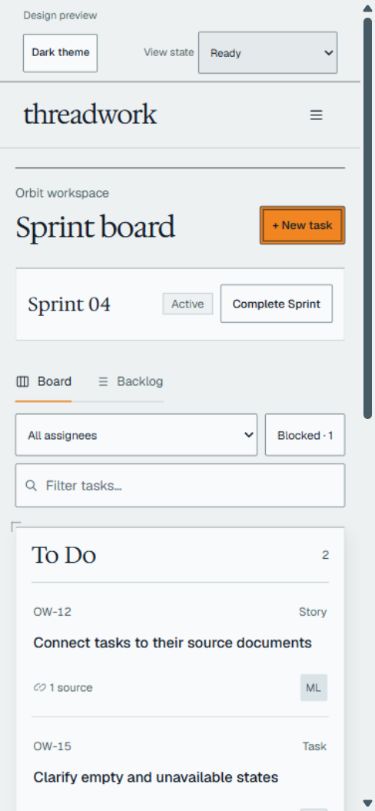 Design preview
Dark theme
View state
Ready
threadwork
Orbit workspace
Sprint board
+ New task
Sprint 04
Active
Complete Sprint
Board
Backlog
All assignees
Blocked · 1
Filter tasks...
To Do
2
OW-12
Story
Connect tasks to their source documents
1 source
ML
OW-15
Task
Clarify empty and unavailable states